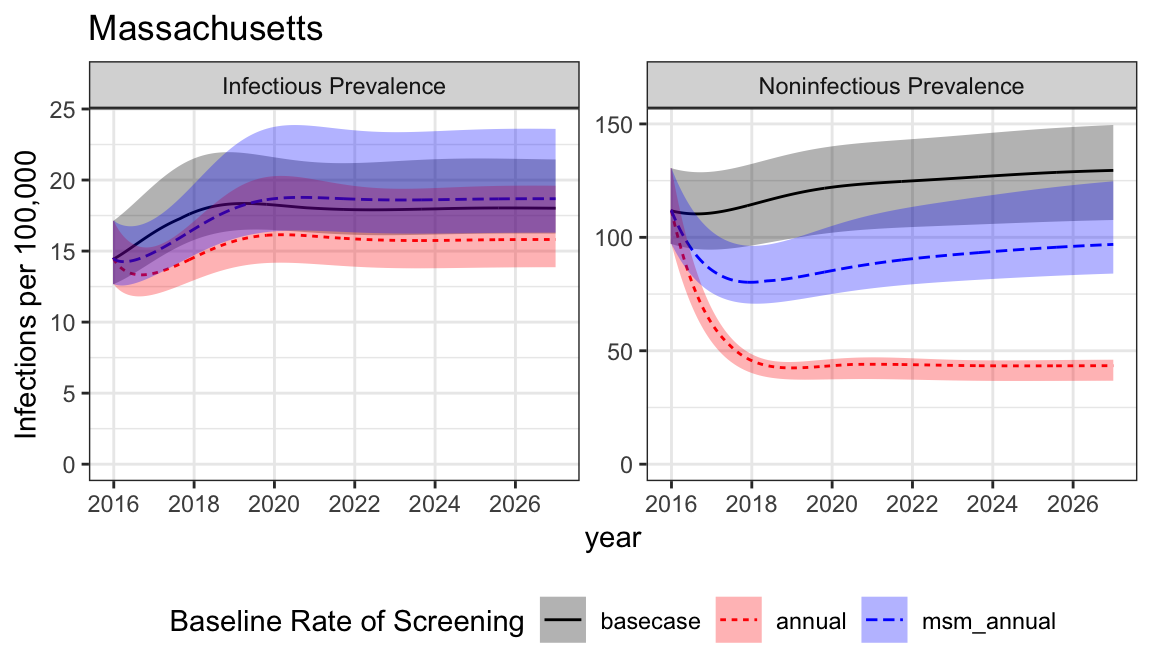 Massachusetts
Infectious Prevalence
Noninfectious Prevalence
Infections per 100,000
25
20
15
10
5
0
150
100
50
0
2016 2018 2020 2022 2024 2026
2016 2018 2020 2022 2024 2026
year
Baseline Rate of Screening basecase annual msm_annual